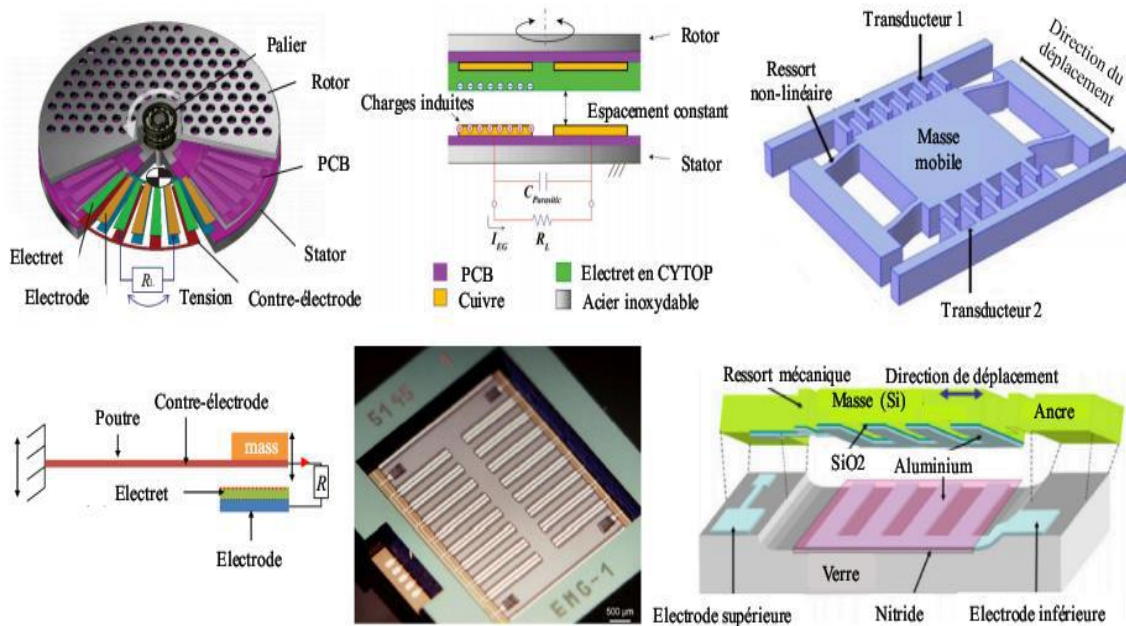 Palier
Rotor
PCB
Electret
Stator
Electrode
R
Tension
Contre-électrode
Rotor
Charges induites
Espacement constant
Stator
C Parasitic
I EG
R L
PCB
Electret en CYTOP
Cuivre
Acier inoxydable
Transducteur 1
Direction du
déplacement
Ressort
non-linéaire
Masse
mobile
Transducteur 2
Contre-électrode
Poutre
mass
Electret
R
Electrode
5145
EMG-1
500 µm
Ressort mécanique
Direction de déplacement
Masse (Si)
Ancre
SiO2
Aluminium
Verre
Electrode supérieure
Nitride
Electrode inférieure